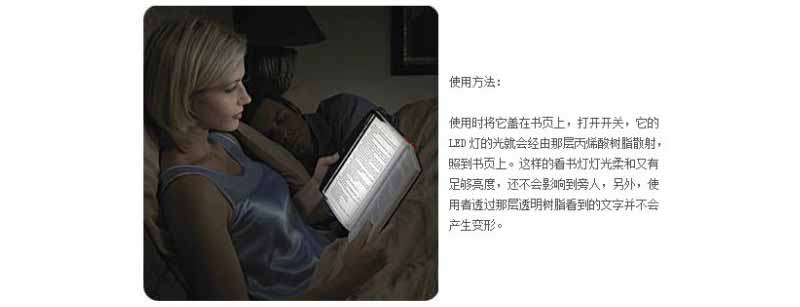 使用方法:
使用时将它盖在书页上，打开开关，它的
LED 灯的光就会经由那层丙烯酸树脂散射，
照到书页上。这样的看书灯灯光柔和又有
足够亮度，还不会影响到旁人，另外，使
用者透过那层透明树脂看到的文字并不会
产生变形。